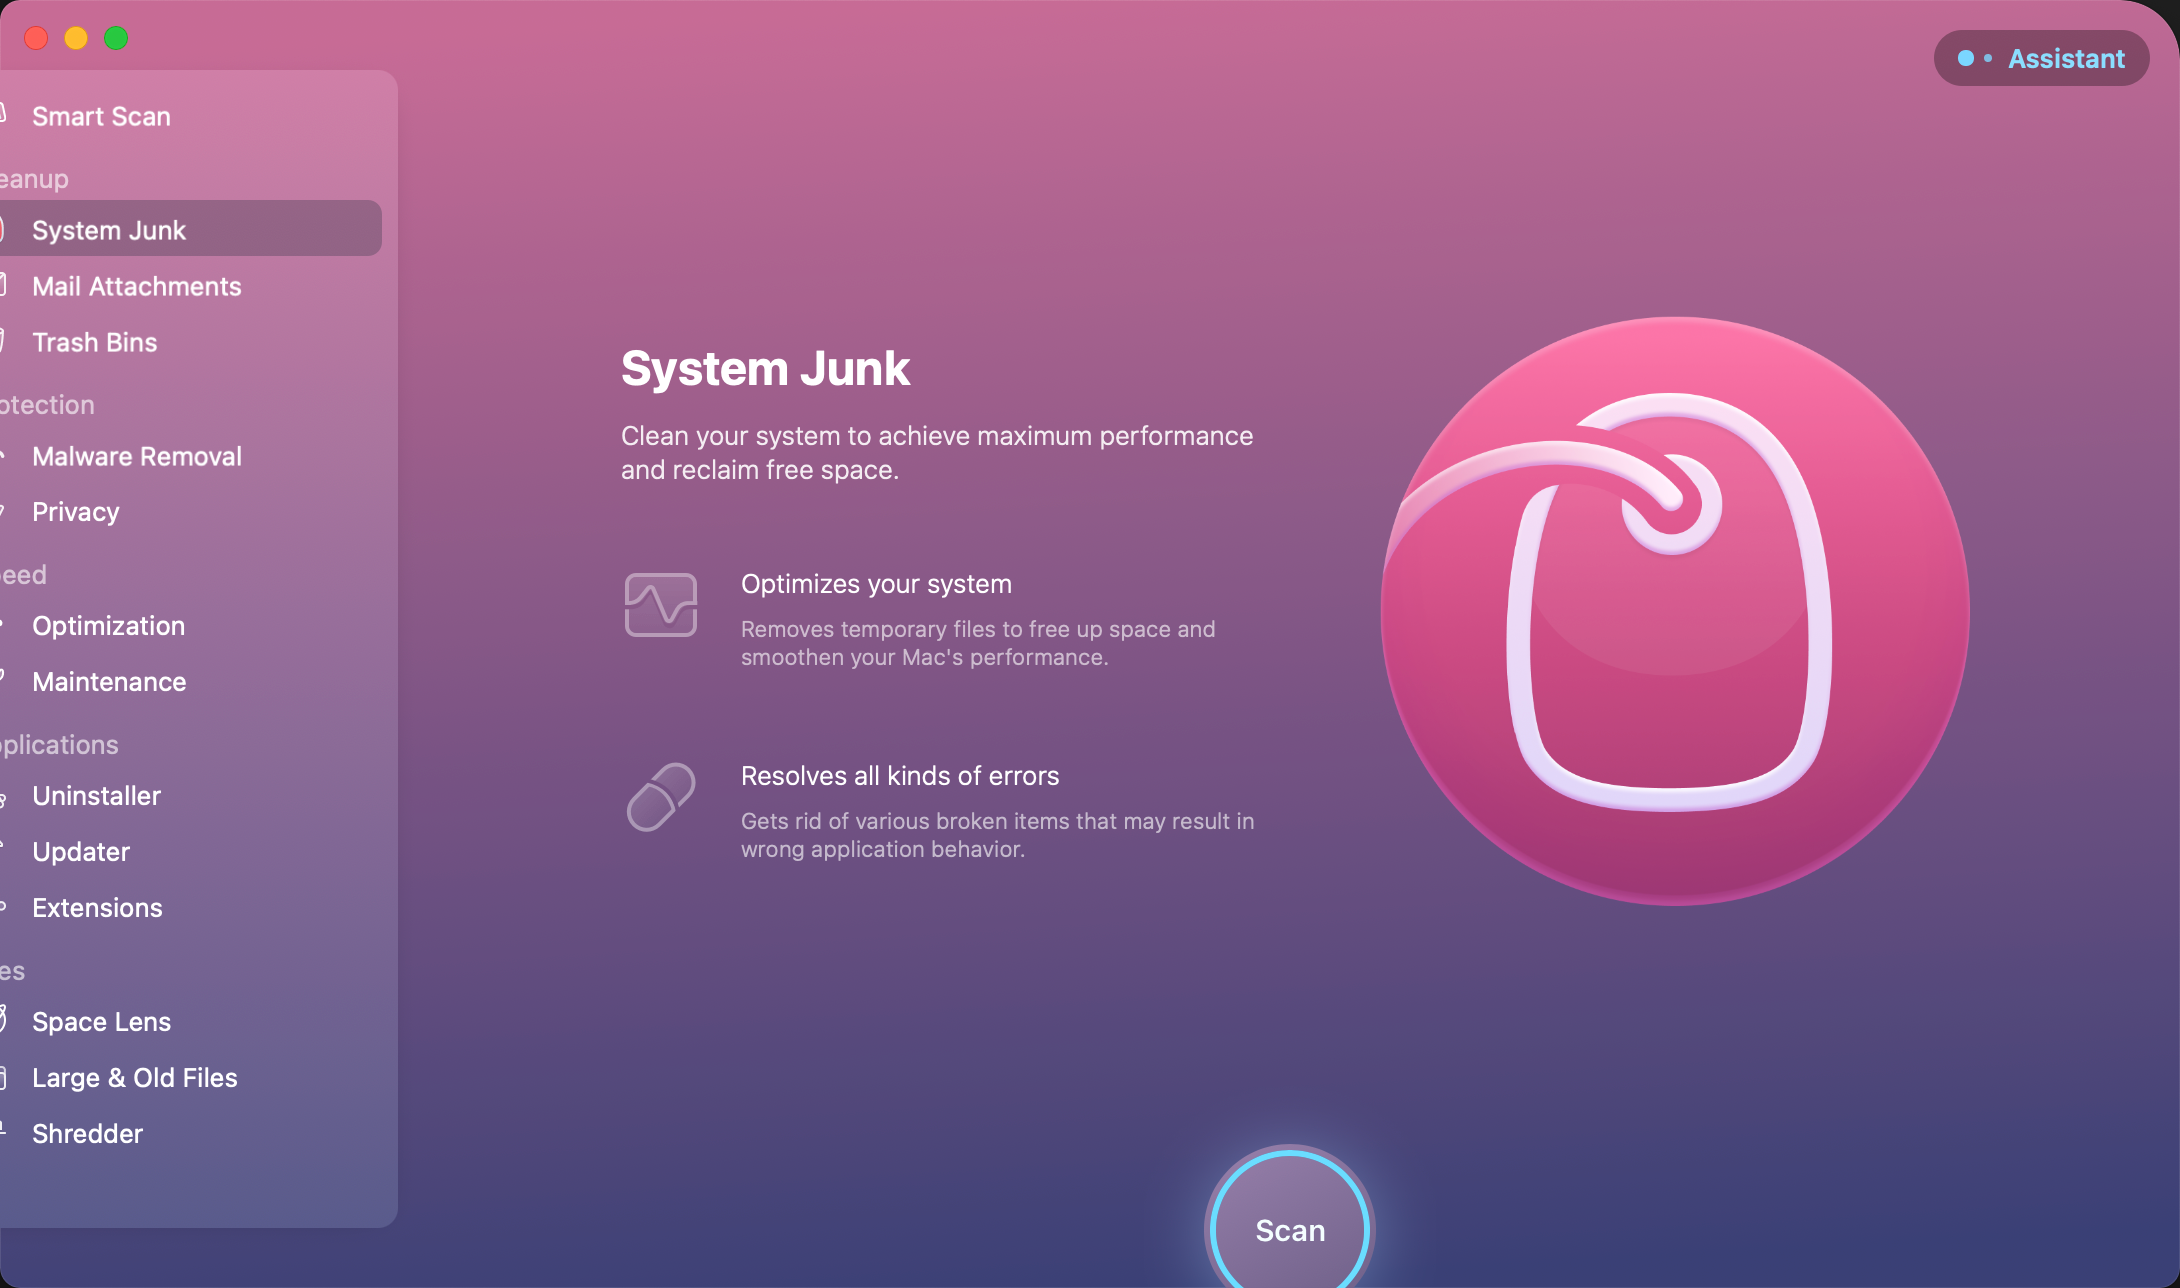 Assistant
Smart Scan
eanup
System Junk
Mail Attachments
Trash Bins
otection
Malware Removal
Privacy
eed
Optimization
Maintenance
plications
Uninstaller
Updater
Extensions
es
Space Lens
Large & Old Files
Shredder
System Junk
Clean your system to achieve maximum performance
and reclaim free space.
Optimizes your system
Removes temporary files to free up space and
smoothen your Mac's performance.
Resolves all kinds of errors
Gets rid of various broken items that may result in
wrong application behavior.
Scan